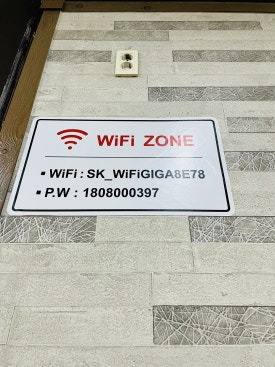 WiFi ZONE
▪ WiFi : SK_WiFiGIGA8E78
▪ P.W : 1808000397